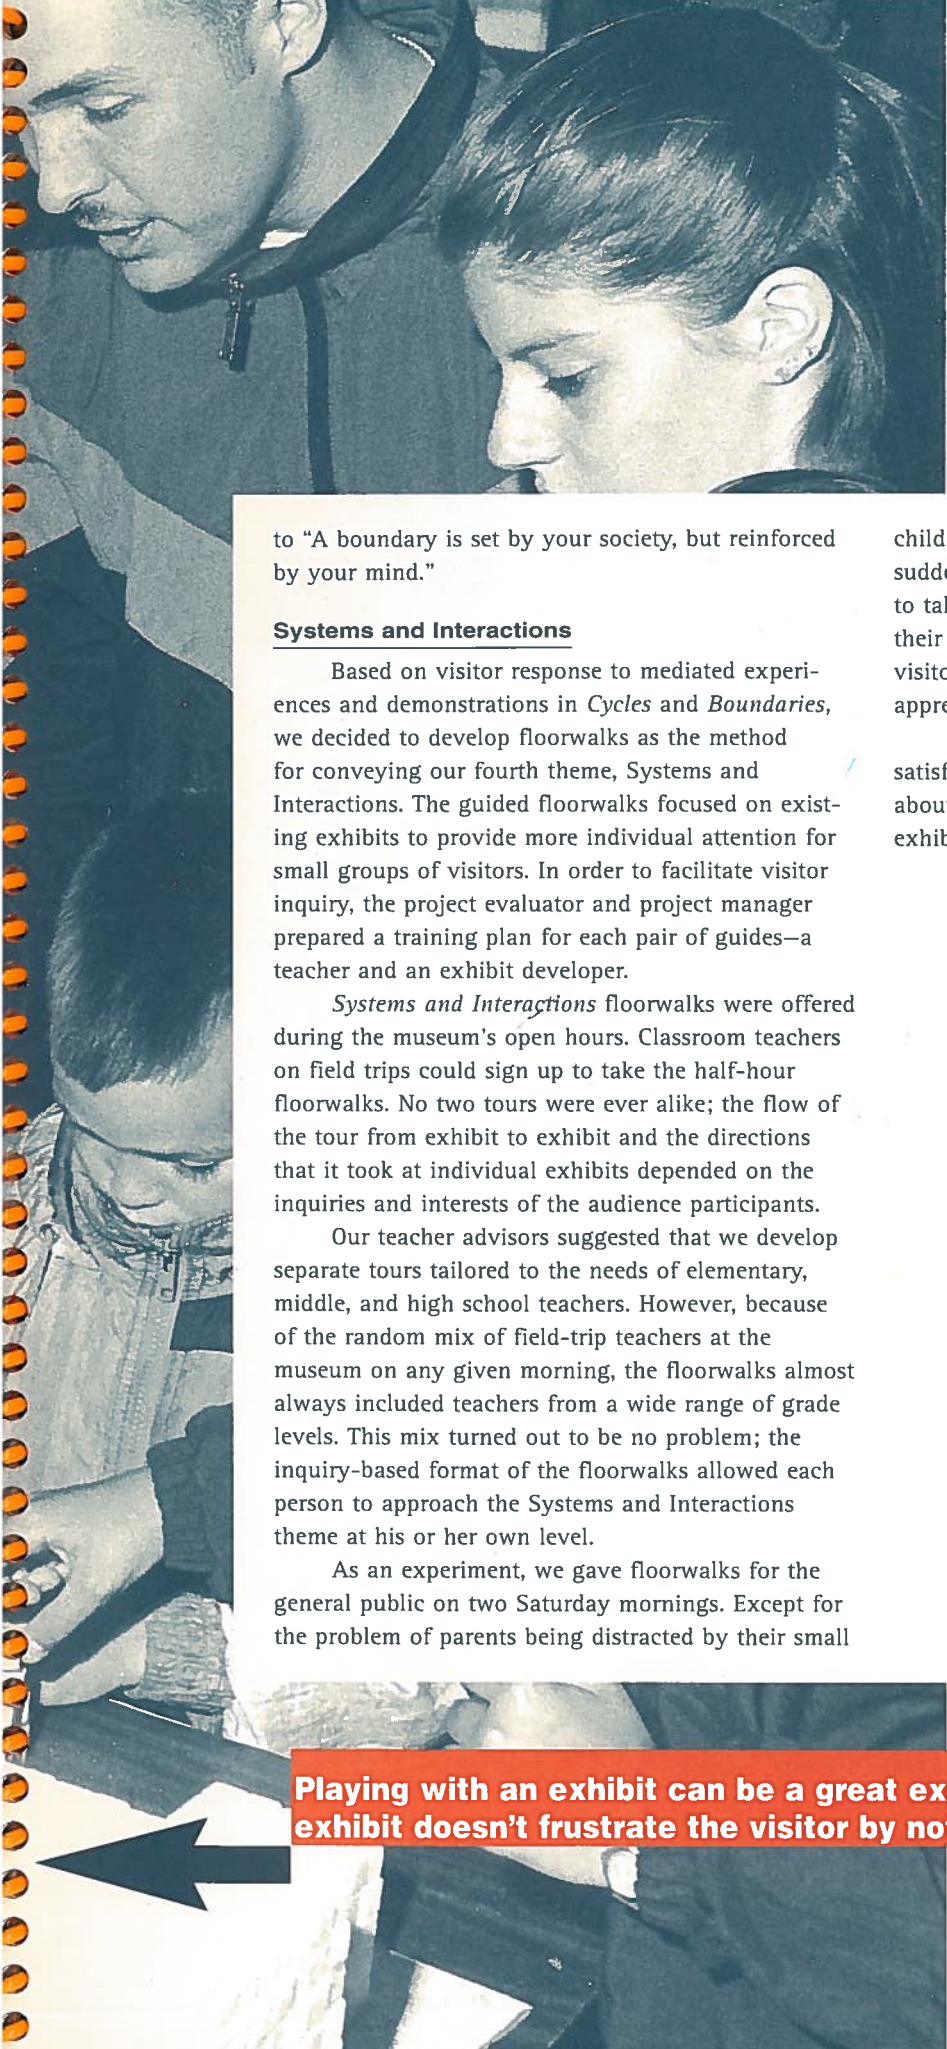 to “A boundary is set by your society, but reinforced
by your mind.”
Systems and Interactions
Based on visitor response to mediated experi-
ences and demonstrations in Cycles and Boundaries,
we decided to develop floorwalks as the method
for conveying our fourth theme, Systems and
Interactions. The guided floorwalks focused on exist-
ing exhibits to provide more individual attention for
small groups of visitors. In order to facilitate visitor
inquiry, the project evaluator and project manager
prepared a training plan for each pair of guides—a
teacher and an exhibit developer.
Systems and Interactions floorwalks were offered
during the museum's open hours. Classroom teachers
on field trips could sign up to take the half-hour
floorwalks. No two tours were ever alike; the flow of
the tour from exhibit to exhibit and the directions
that it took at individual exhibits depended on the
inquiries and interests of the audience participants.
Our teacher advisors suggested that we develop
separate tours tailored to the needs of elementary,
middle, and high school teachers. However, because
of the random mix of field-trip teachers at the
museum on any given morning, the floorwalks almost
always included teachers from a wide range of grade
levels. This mix turned out to be no problem; the
inquiry-based format of the floorwalks allowed each
person to approach the Systems and Interactions
theme at his or her own level.
As an experiment, we gave floorwalks for the
general public on two Saturday mornings. Except for
the problem of parents being distracted by their small
child
sudd
to ta
their
visito
appre
satisf
abou
exhib
Playing with an exhibit can be a great ex
exhibit doesn't frustrate the visitor by no